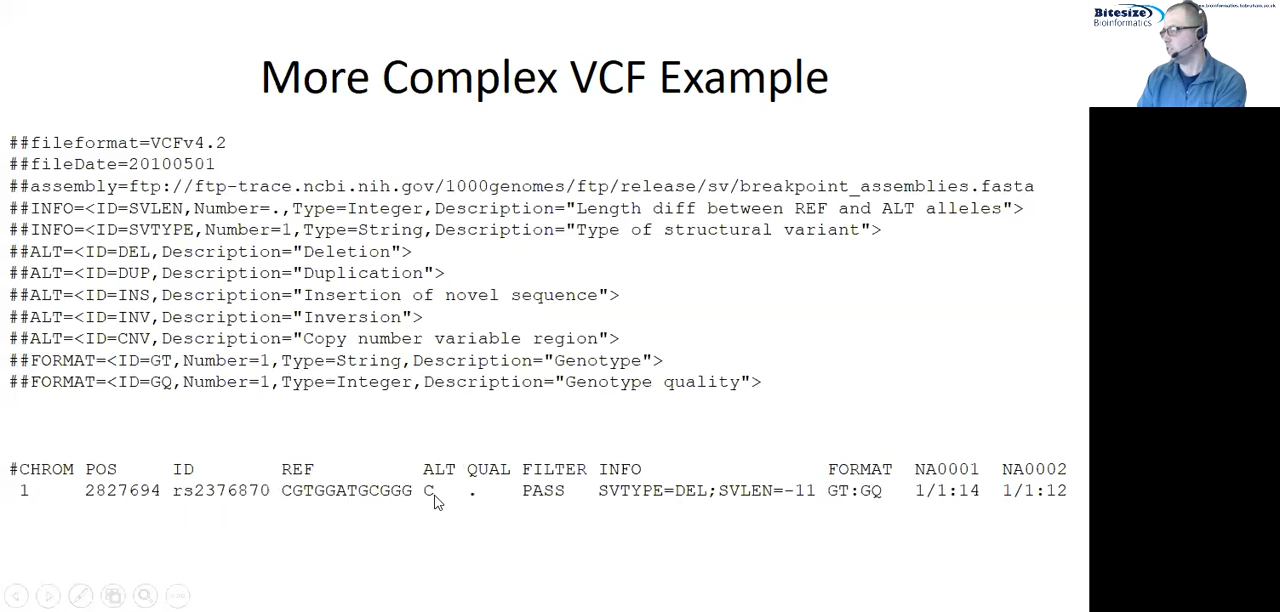 Bitesize
Bioinformatics
More Complex VCF Example
##fileformat=VCFv4.2
##fileDate=20100501
##assembly=ftp://ftp-trace.ncbi.nih.gov/1000genomes/ftp/release/sv/breakpoint_assemblies.fasta
##INFO=<ID=SVLEN,Number=.,Type=Integer,Description="Length diff between REF and ALT alleles">
##INFO=<ID=SVTYPE,Number=1,Type=String,Description="Type of structural variant">
##ALT=<ID=DEL,Description="Deletion">
##ALT=<ID=DUP,Description="Duplication">
##ALT=<ID=INS,Description="Insertion of novel sequence">
##ALT=<ID=INV,Description="Inversion">
##ALT=<ID=CNV,Description="Copy number variable region">
##FORMAT=<ID=GT,Number=1,Type=String,Description="Genotype">
##FORMAT=<ID=GQ,Number=1,Type=Integer,Description="Genotype quality">
#CHROM POS ID REF ALT QUAL FILTER INFO FORMAT NA0001 NA0002
1 2827694 rs2376870 CGTGGATGCGGG C . PASS SVTYPE=DEL;SVLEN=-11 GT:GQ 1/1:14 1/1:12